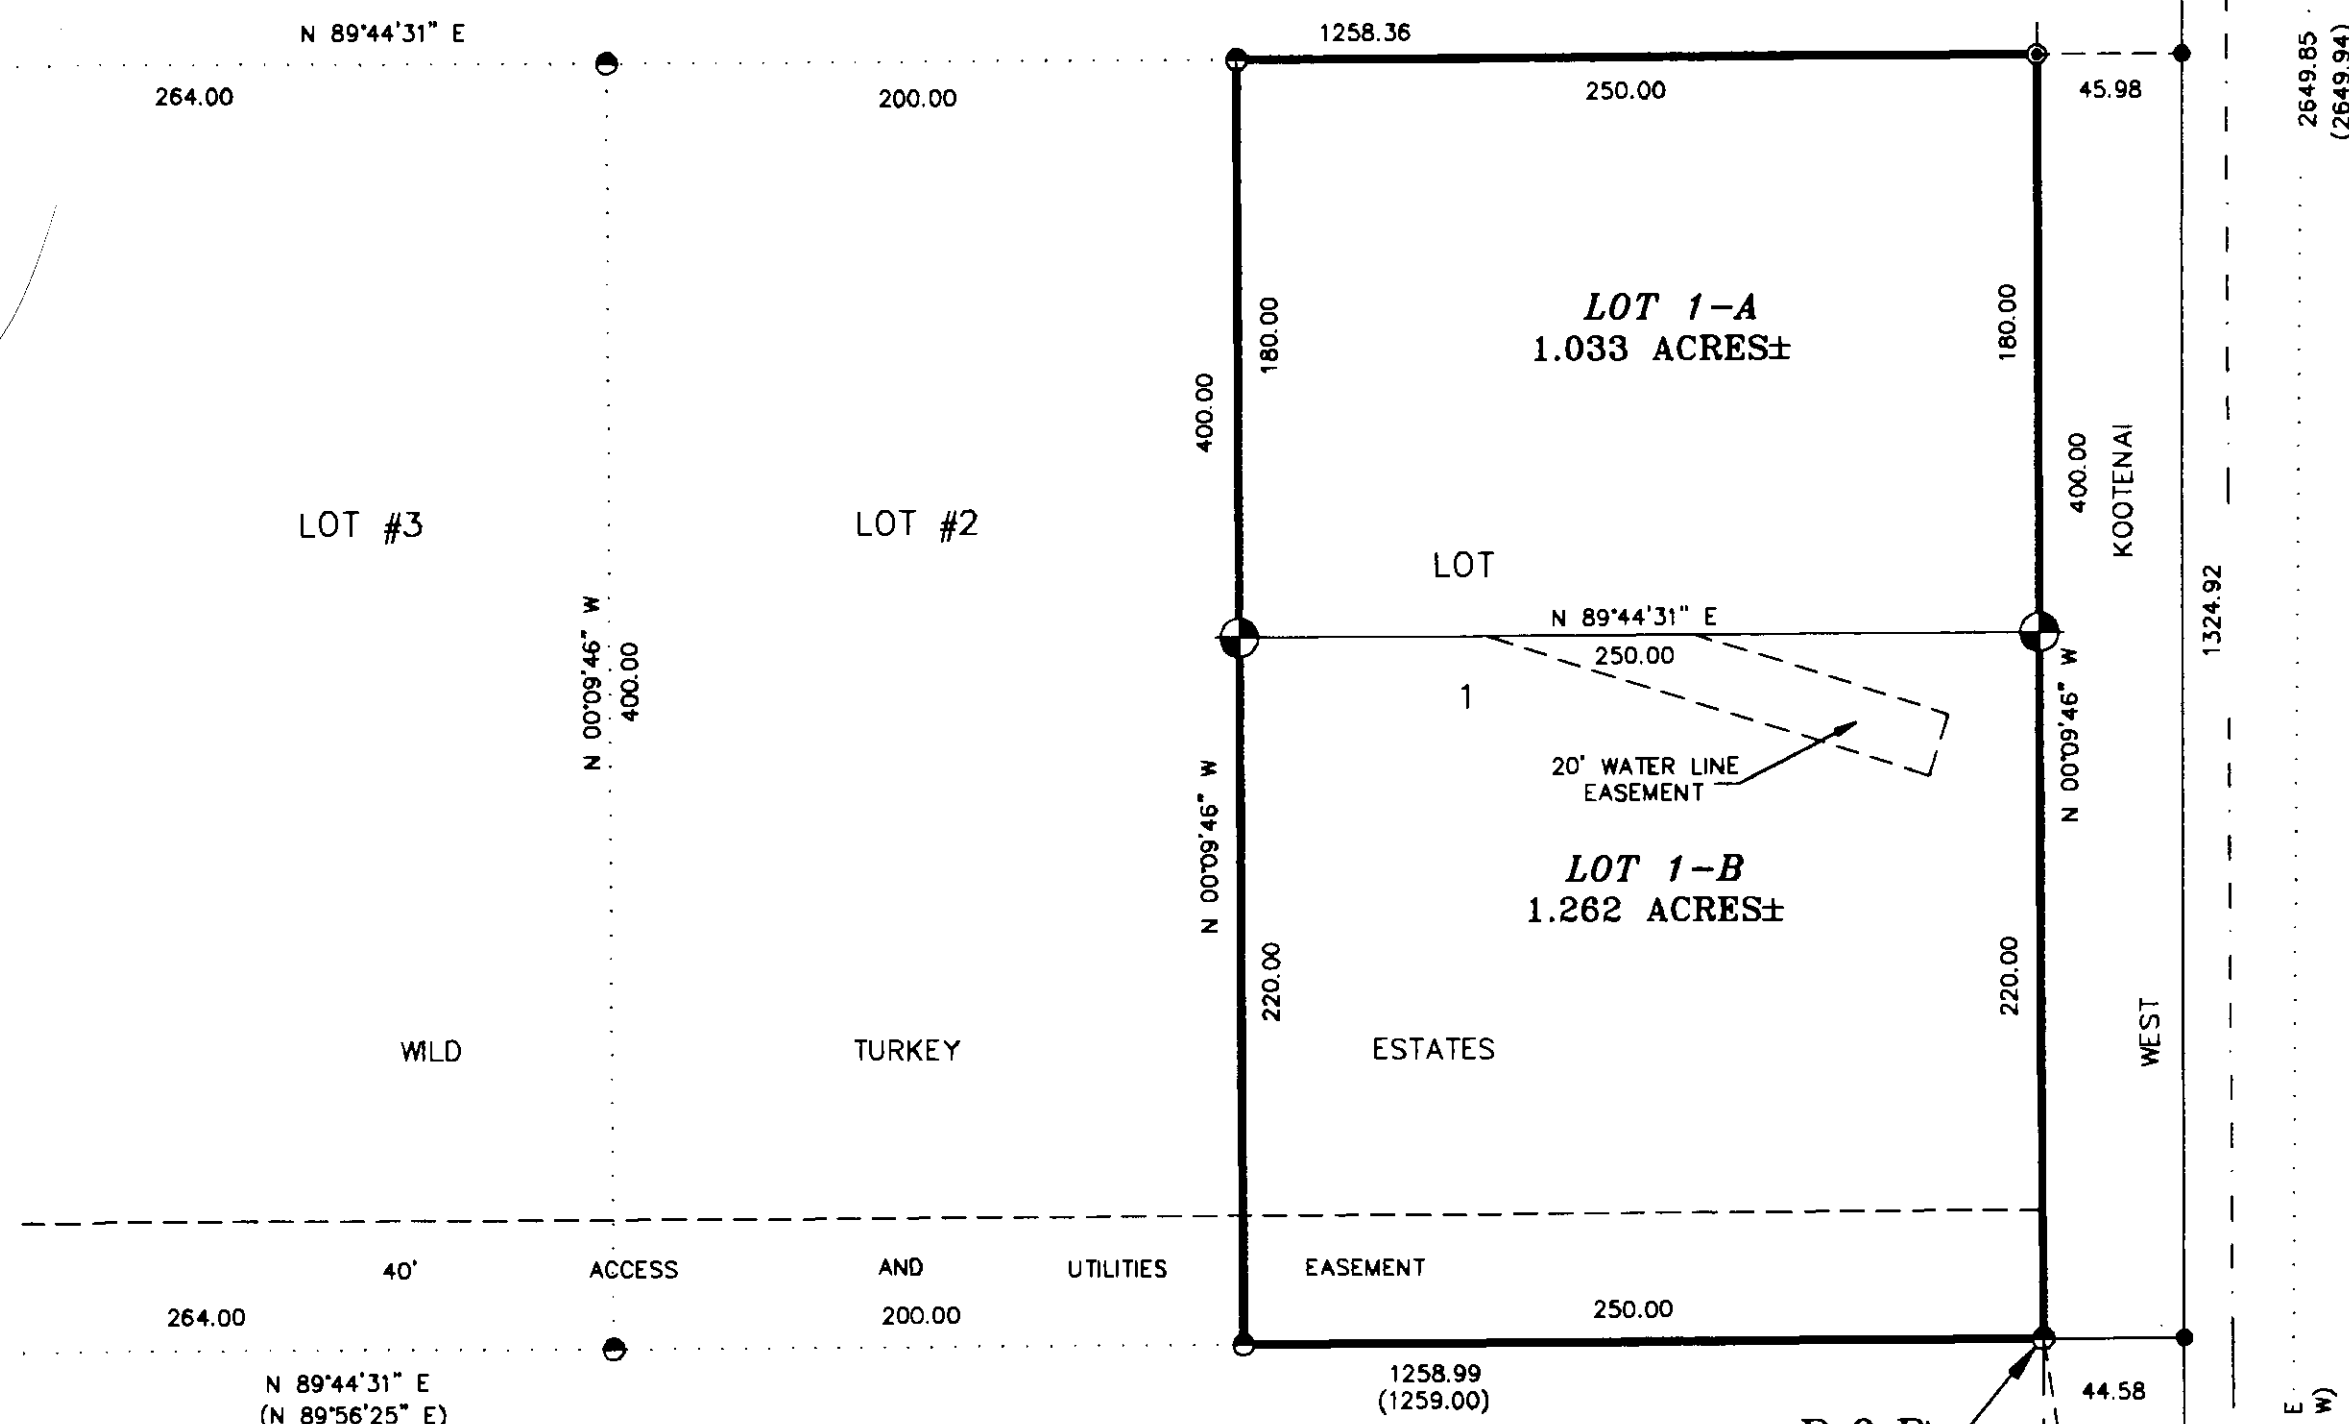 N 89°44'31" E
1258.36
264.00
200.00
250.00
45.98
2649.85
(2649.94)
LOT 1-A
1.033 ACRES±
180.00
180.00
400.00
400.00
KOOTENAI
LOT #3
LOT #2
LOT
N 89°44'31" E
250.00
1
1324.92
N 00°09'46" W
400.00
20' WATER LINE
EASEMENT
N 00°09'46" W
N 00°09'46" W
LOT 1-B
1.262 ACRES±
220.00
220.00
WEST
WILD TURKEY ESTATES
40' ACCESS AND UTILITIES EASEMENT
264.00
200.00
250.00
N 89°44'31" E
(N 89°56'25" E)
1258.99
(1259.00)
44.58
E
W)